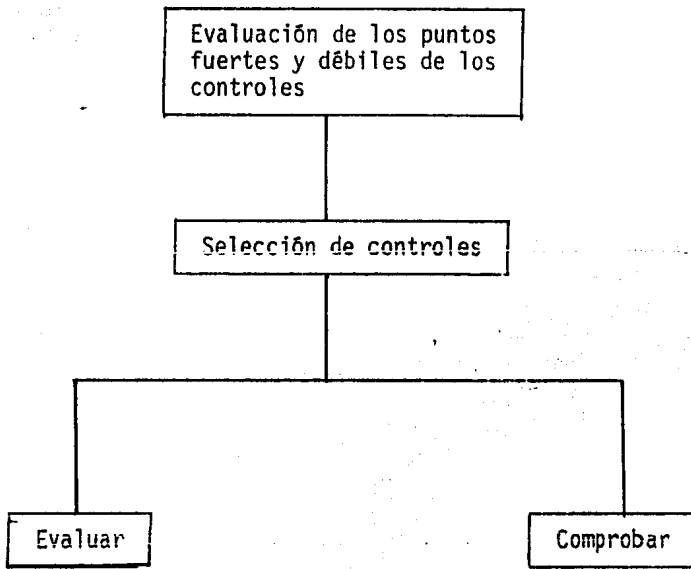 Evaluación de los puntos
fuertes y débiles de los
controles
Selección de controles
Evaluar
Comprobar